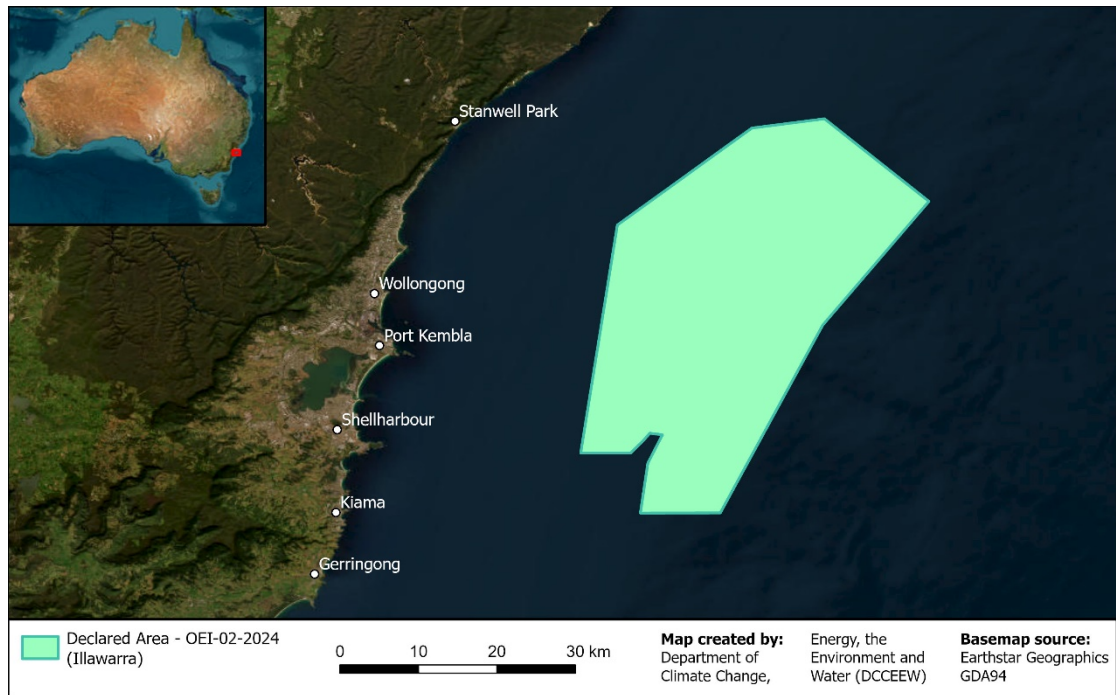 Stanwell Park
Wollongong
Port Kembla
Shellharbour
Kiama
Gerringong
Declared Area - OEI-02-2024
(Illawarra)
0 10 20 30 km
Map created by:
Department of
Climate Change,
Energy, the
Environment and
Water (DCCEEW)
Basemap source:
Earthstar Geographics
GDA94